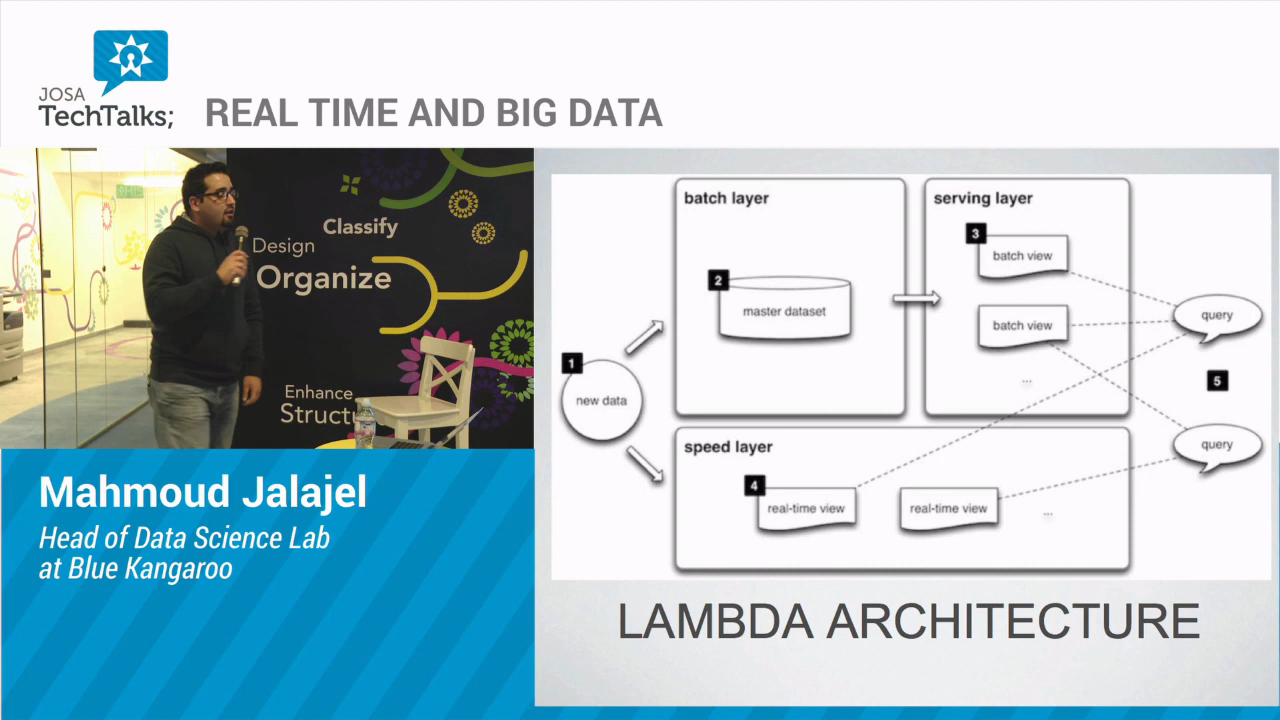 JOSA
TechTalks;
REAL TIME AND BIG DATA
Classify
Design
Organize
Enhance
Mahmoud Jalajel
Head of Data Science Lab
at Blue Kangaroo
batch layer
serving layer
3
batch view
2
master dataset
query
batch view
1
...
5
new data
query
speed layer
4
real-time view
real-time view
...
LAMBDA ARCHITECTURE